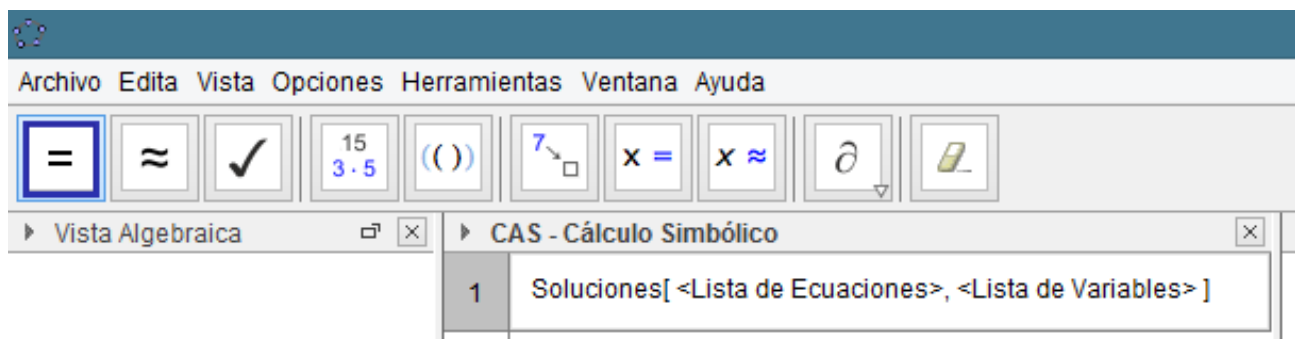 Archivo Edita Vista Opciones Herramientas Ventana Ayuda
= ≈ ✓ 15 (( )) 7 x = x ≈ ∂
3 · 5
Vista Algebraica
CAS - Cálculo Simbólico
1 Soluciones[ <Lista de Ecuaciones>, <Lista de Variables> ]